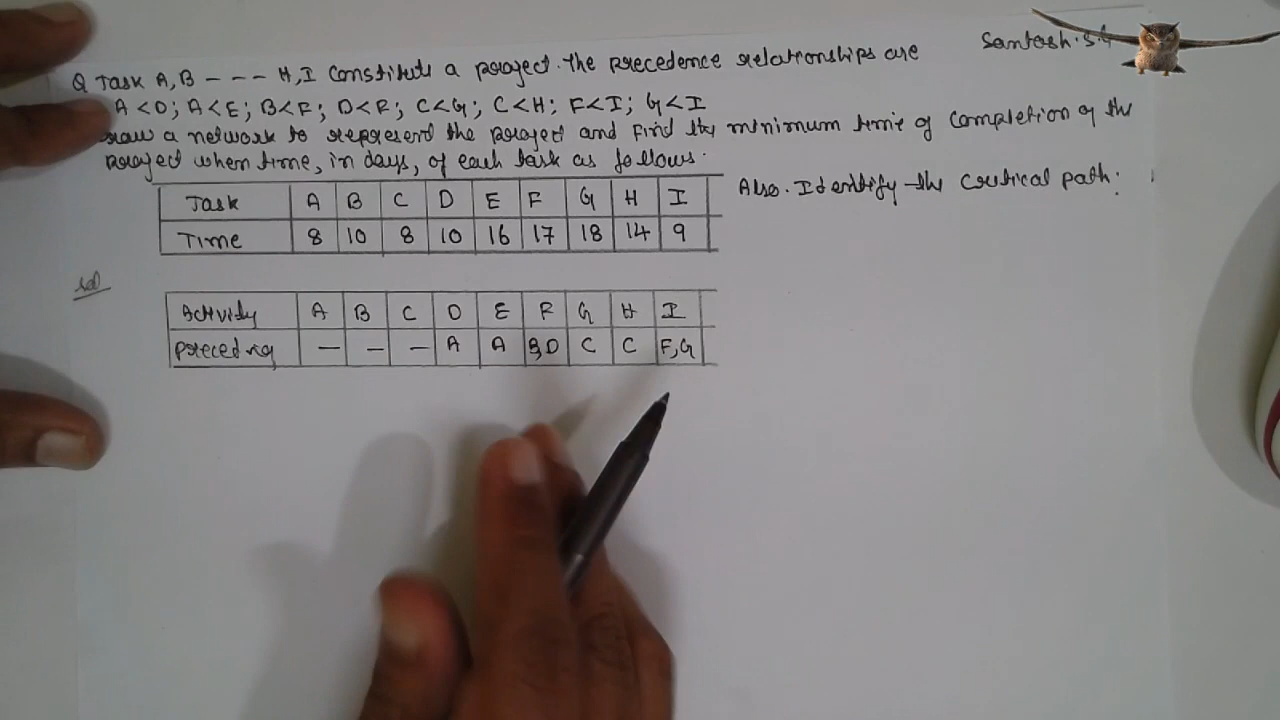 Santosh.S
Q Task A, B - - - - H, I Constitute a project. The precedence relationships are
A < D; A < E; B < F; D < F; C < G; C < H; F < I; G < I
a network to represent the project and find the minimum time of completion of the
project when time, in days, of each task as follows.
Also. Identify the critical path:
Task A B C D E F G H I
Time 8 10 8 10 16 17 18 14 9
sol
Activity A B C D E F G H I
Preceding — — — A A B,D C C F,G